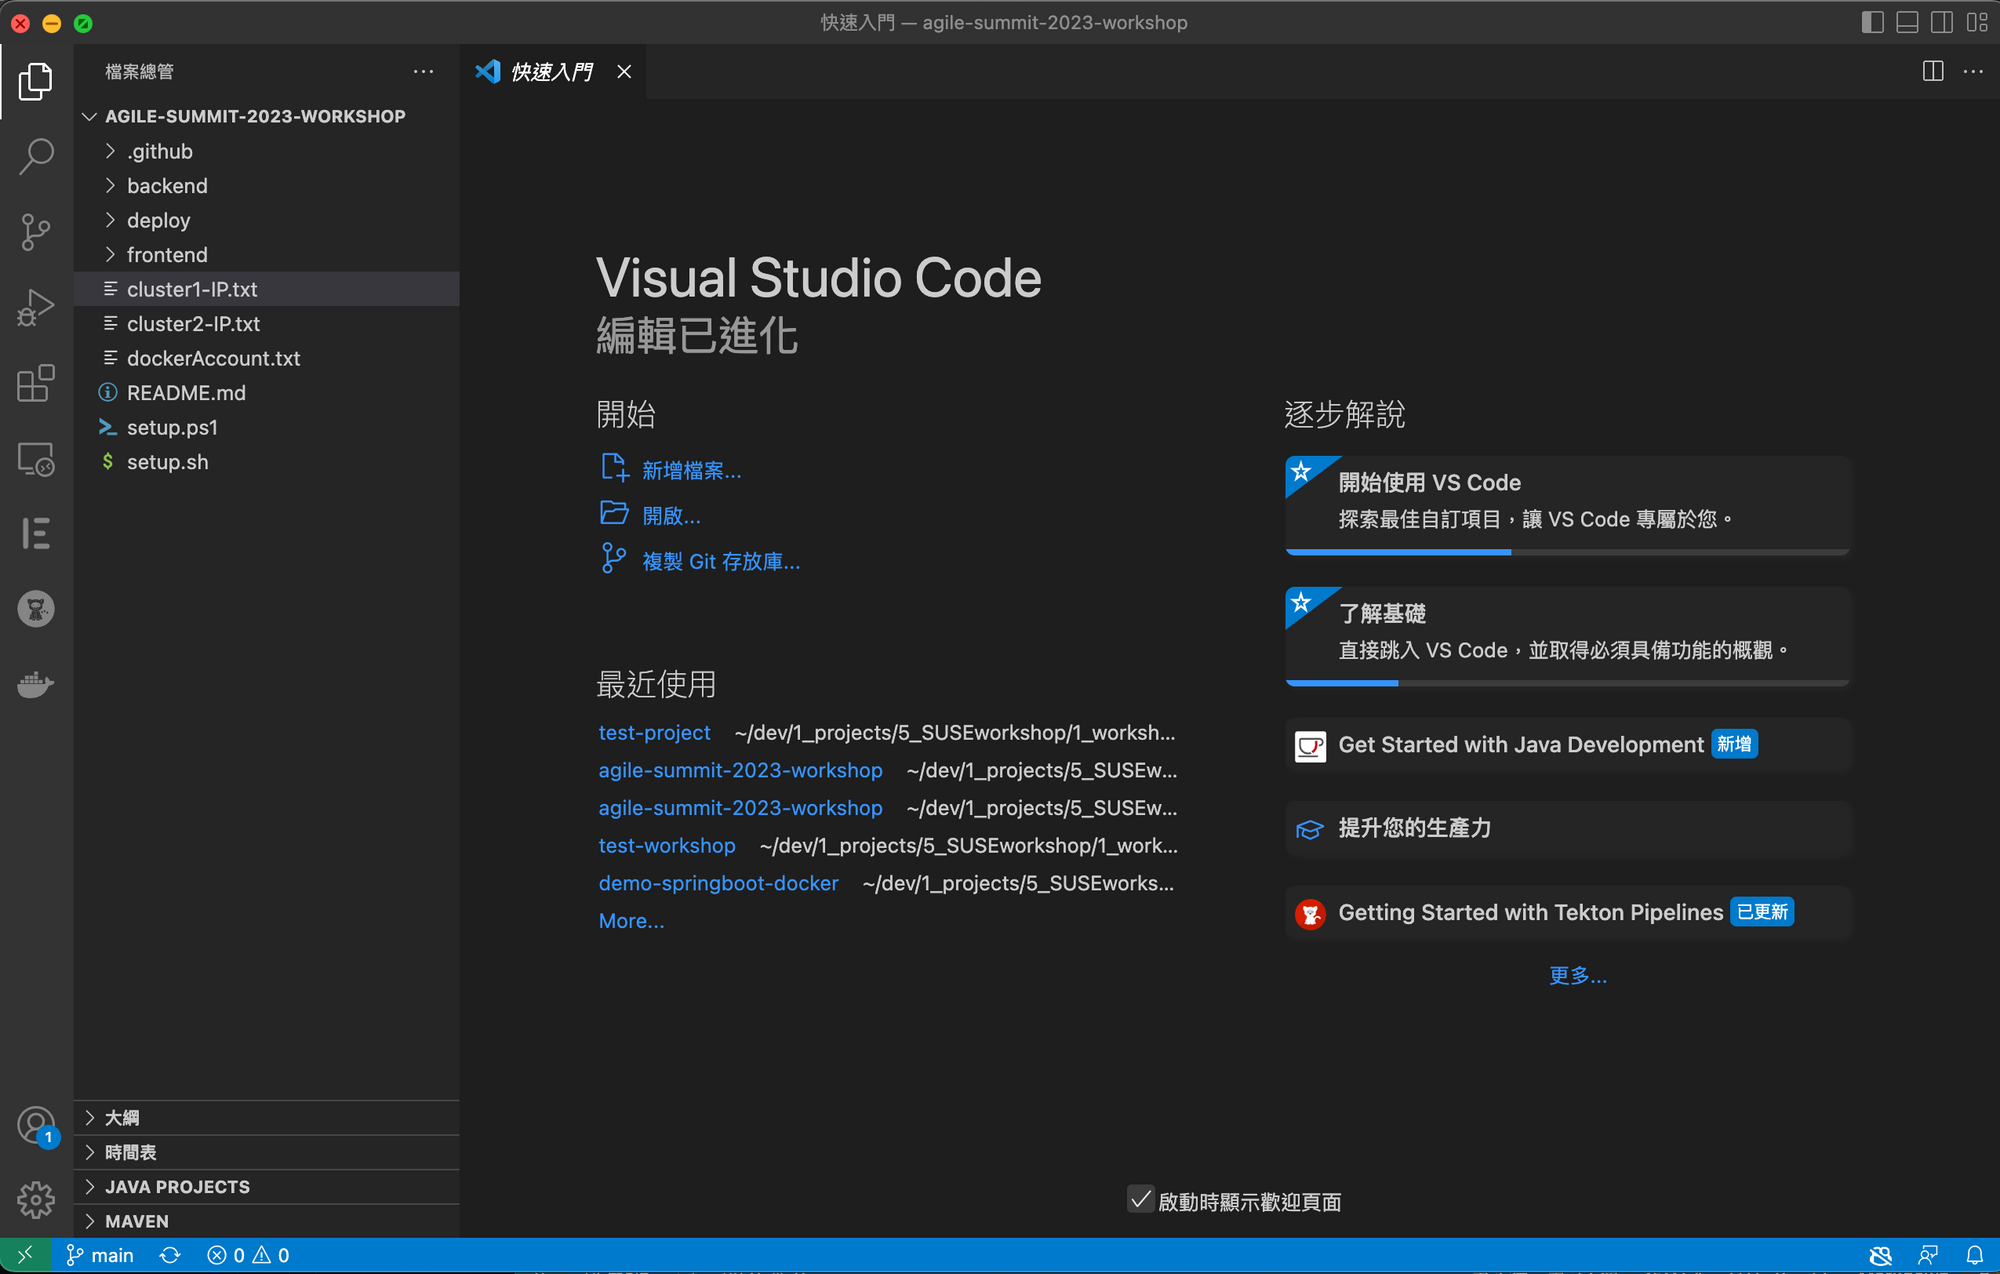 快速入門 — agile-summit-2023-workshop
檔案總管
快速入門
AGILE-SUMMIT-2023-WORKSHOP
.github
backend
deploy
frontend
cluster1-IP.txt
cluster2-IP.txt
dockerAccount.txt
README.md
setup.ps1
setup.sh
大綱
時間表
JAVA PROJECTS
MAVEN
Visual Studio Code
編輯已進化
開始
新增檔案...
開啟...
複製 Git 存放庫...
最近使用
test-project ~/dev/1_projects/5_SUSEworkshop/1_worksh...
agile-summit-2023-workshop ~/dev/1_projects/5_SUSEw...
agile-summit-2023-workshop ~/dev/1_projects/5_SUSEw...
test-workshop ~/dev/1_projects/5_SUSEworkshop/1_work...
demo-springboot-docker ~/dev/1_projects/5_SUSEworks...
More...
逐步解說
開始使用 VS Code
探索最佳自訂項目，讓 VS Code 專屬於您。
了解基礎
直接跳入 VS Code，並取得必須具備功能的概觀。
Get Started with Java Development 新增
提升您的生產力
Getting Started with Tekton Pipelines 已更新
更多...
啟動時顯示歡迎頁面
1
main 0 0